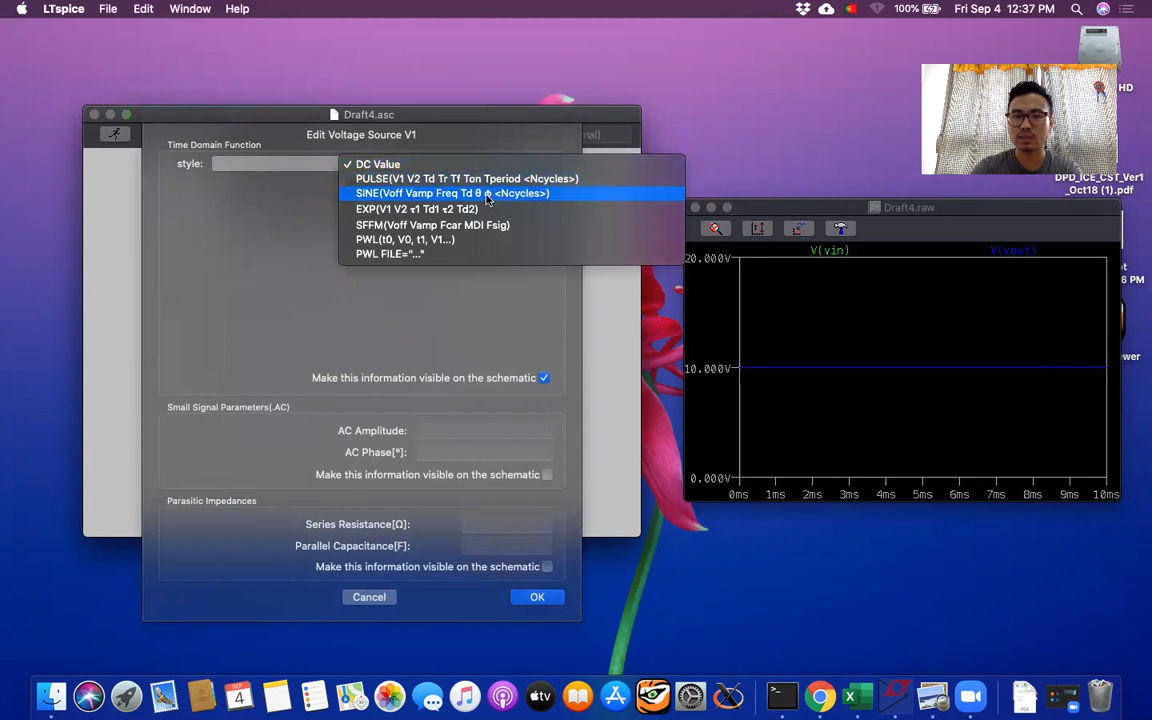 LTspice File Edit Window Help 100% Fri Sep 4 12:37 PM
HD
DPD_ICE_CST_Ver1
_Oct18 (1).pdf
Draft4.asc
Edit Voltage Source V1
Time Domain Function
style:
✓ DC Value
PULSE(V1 V2 Td Tr Tf Ton Tperiod <Ncycles>)
SINE(Voff Vamp Freq Td θ ϕ <Ncycles>)
EXP(V1 V2 τ1 Td1 τ2 Td2)
SFFM(Voff Vamp Fcar MDI Fsig)
PWL(t0, V0, t1, V1...)
PWL FILE="..."
Make this information visible on the schematic
Small Signal Parameters(.AC)
AC Amplitude:
AC Phase[°]:
Make this information visible on the schematic
Parasitic Impedances
Series Resistance[Ω]:
Parallel Capacitance[F]:
Make this information visible on the schematic
Cancel OK
Draft4.raw
V(vin) V(vout)
20.000V
10.000V
0.000V
0ms 1ms 2ms 3ms 4ms 5ms 6ms 7ms 8ms 9ms 10ms
SEP
4
tv